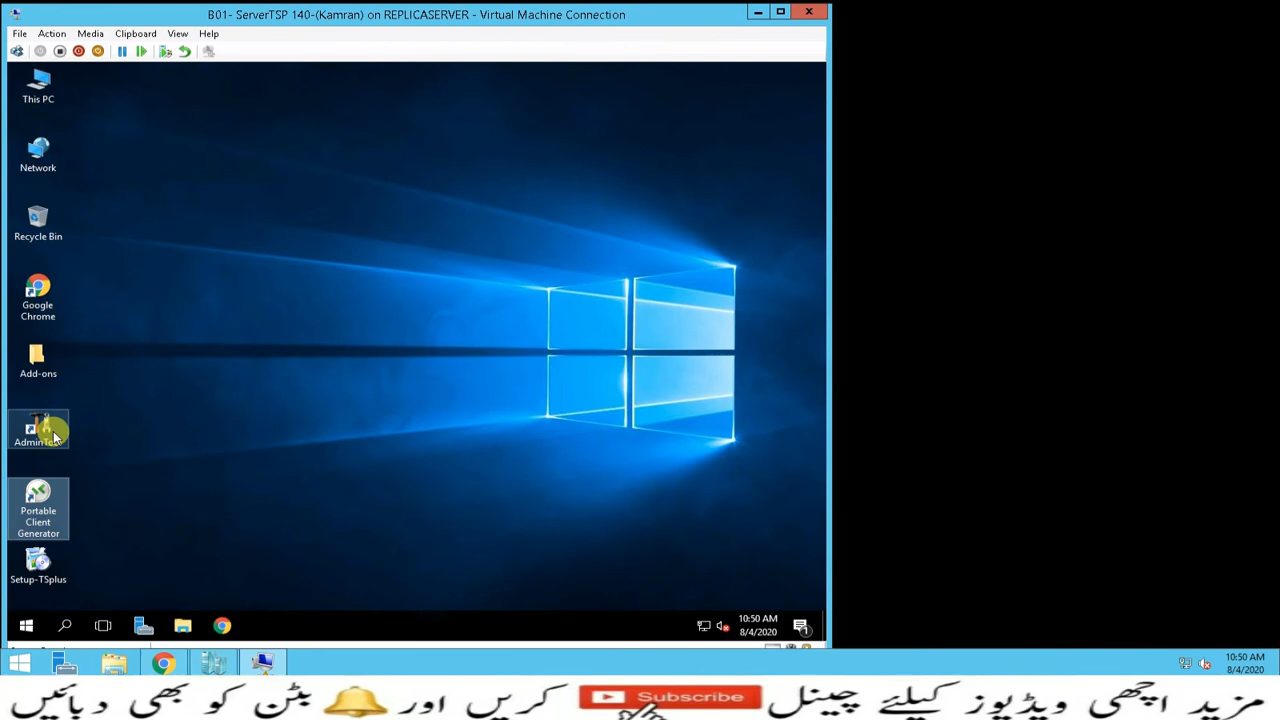 B01- ServerTSP 140-(Kamran) on REPLICASERVER - Virtual Machine Connection
File Action Media Clipboard View Help
This PC
Network
Recycle Bin
Google
Chrome
Add-ons
Portable
Client
Generator
Setup-TSplus
10:50 AM
8/4/2020
1
10:50 AM
8/4/2020
مزید اچھی ویڈیوز کیلئے چینل Subscribe کریں اور بٹن کو بھی دبائیں